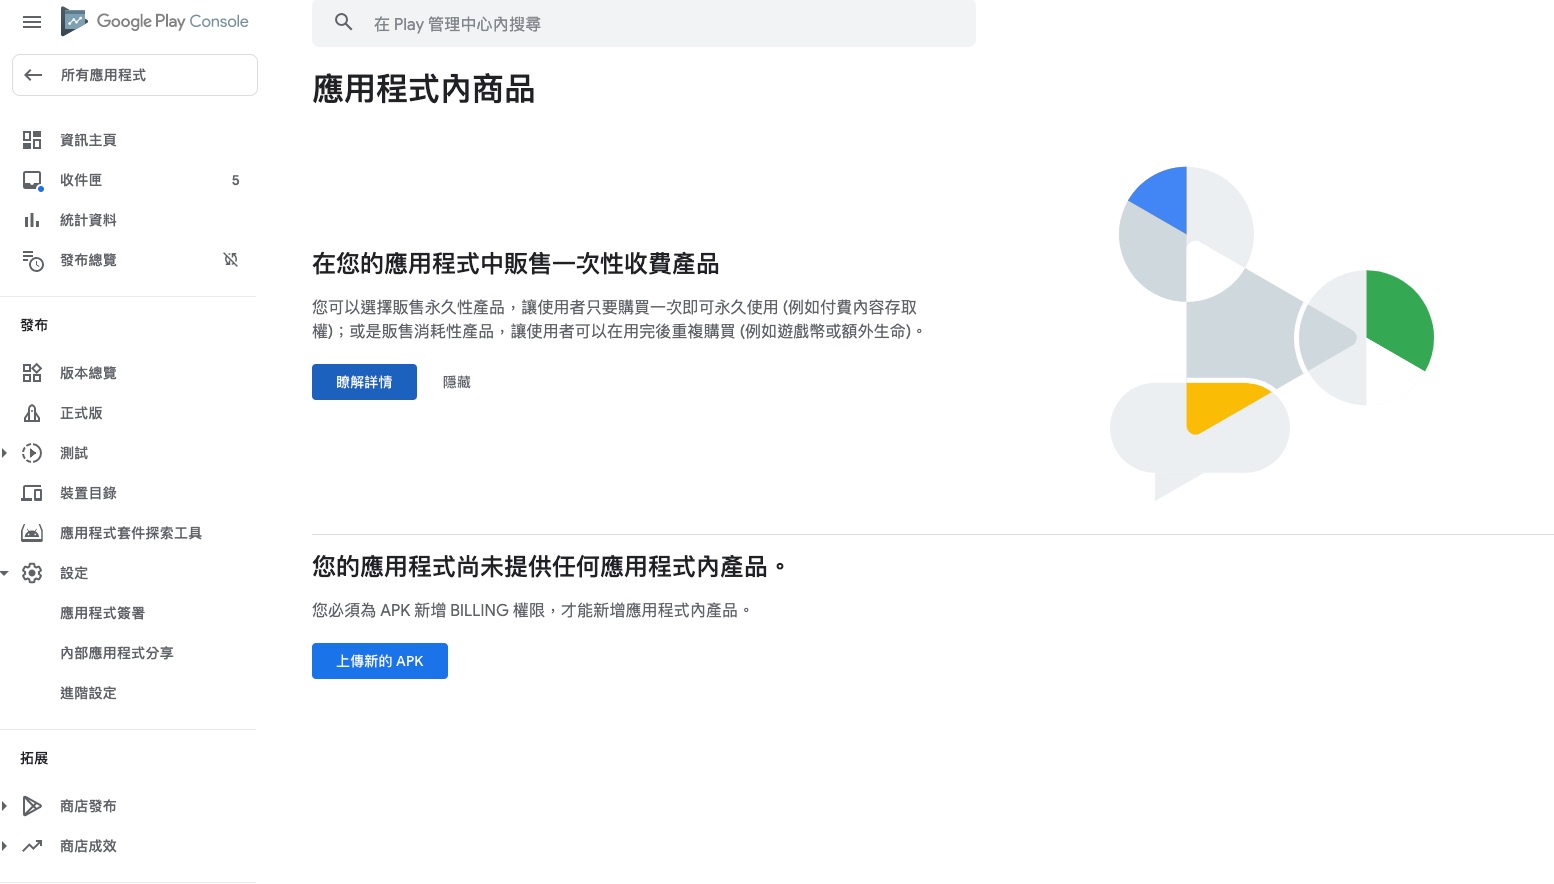 Google Play Console
在 Play 管理中心內搜尋
所有應用程式
應用程式內商品
資訊主頁
收件匣 5
統計資料
發布總覽
發布
版本總覽
正式版
測試
裝置目錄
應用程式套件探索工具
設定
應用程式簽署
內部應用程式分享
進階設定
拓展
商店發布
商店成效
在您的應用程式中販售一次性收費產品
您可以選擇販售永久性產品，讓使用者只要購買一次即可永久使用 (例如付費內容存取
權)；或是販售消耗性產品，讓使用者可以在用完後重複購買 (例如遊戲幣或額外生命)。
瞭解詳情 隱藏
您的應用程式尚未提供任何應用程式內產品。
您必須為 APK 新增 BILLING 權限，才能新增應用程式內產品。
上傳新的 APK